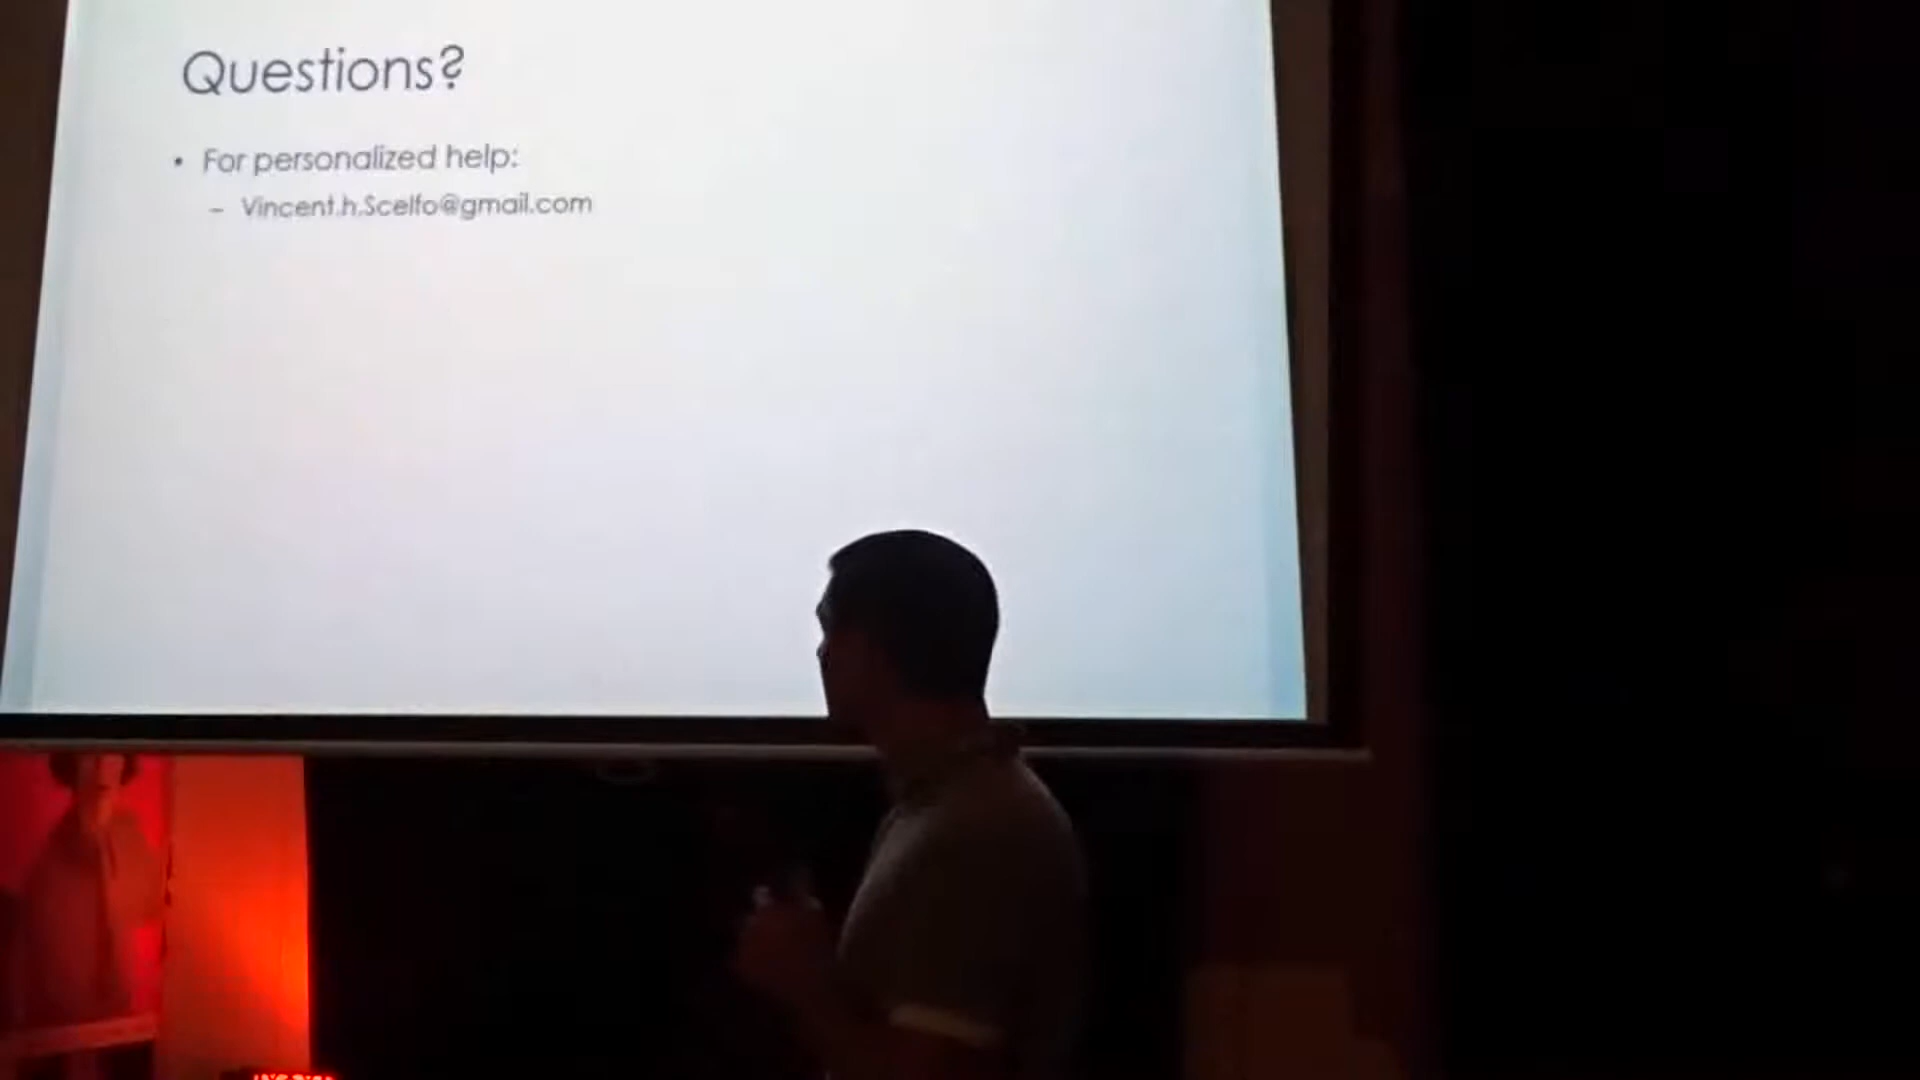 Questions?
• For personalized help:
– Vincent.h.Scelfo@gmail.com